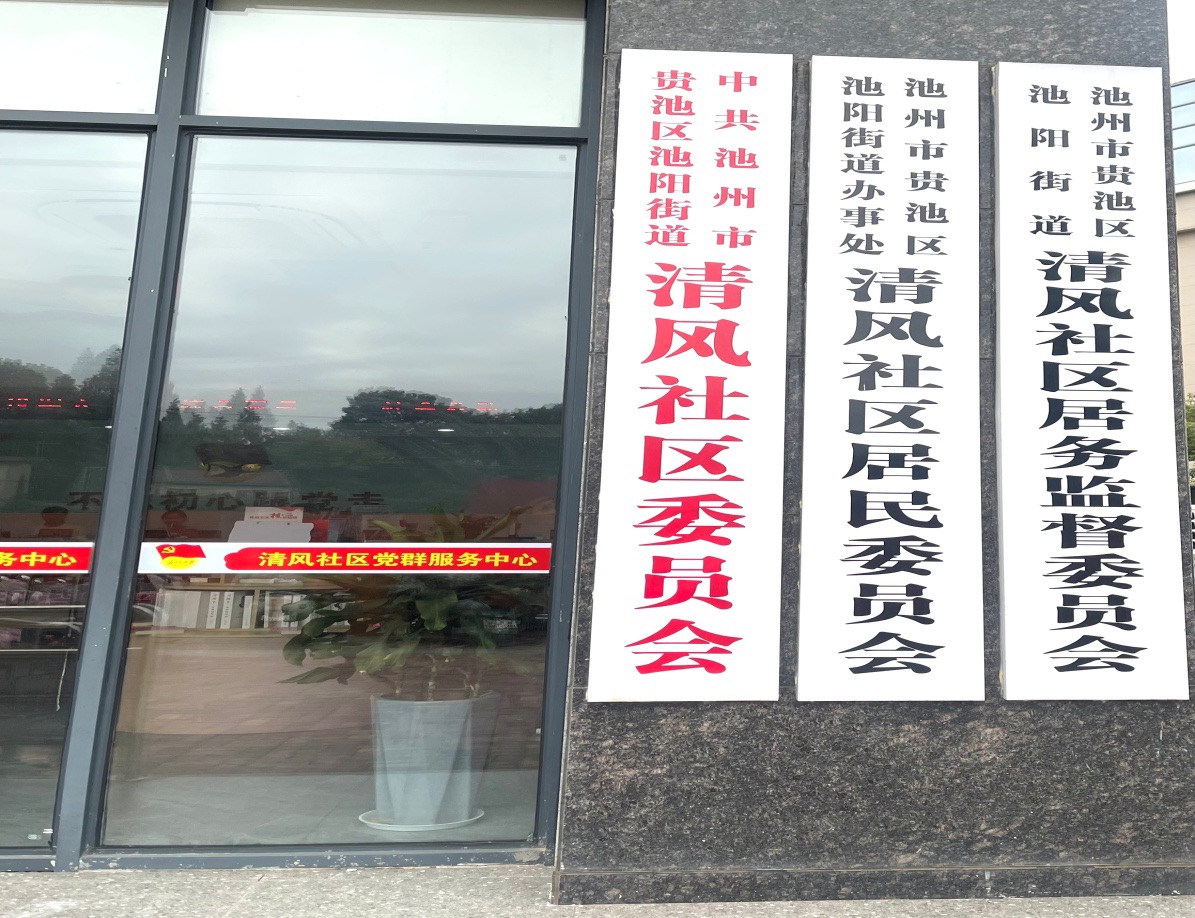 中共池州市
贵池区池阳街道
清风社区委员会
池州市贵池区
池阳街道办事处
清风社区居民委员会
池州市贵池区
池阳街道
清风社区居务监督委员会
务中心
清风社区党群服务中心